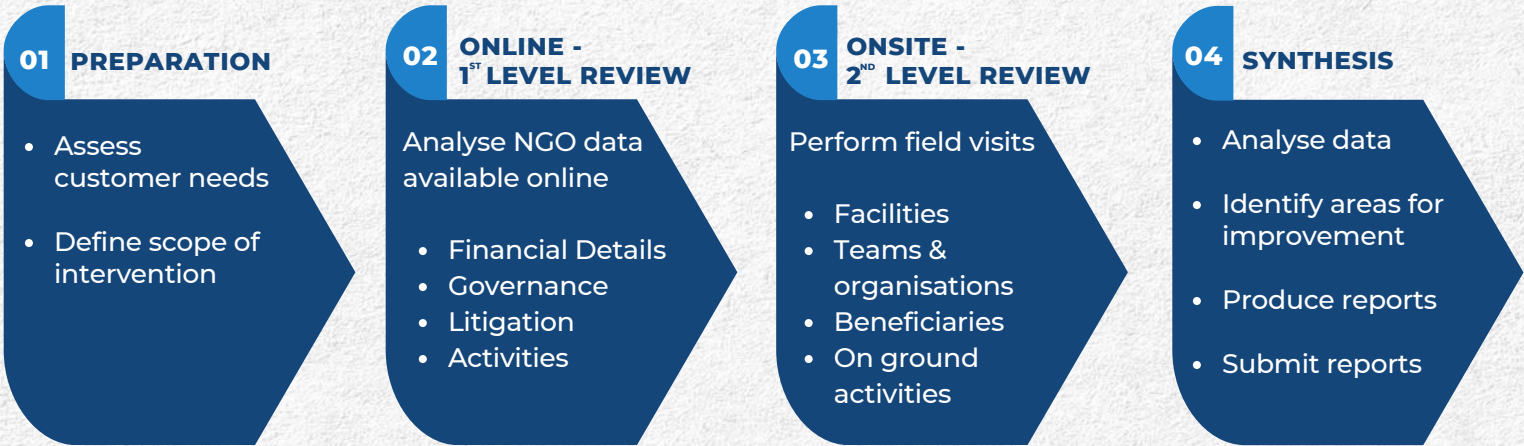 01 PREPARATION
• Assess
customer needs
• Define scope of
intervention
02 ONLINE -
1ST LEVEL REVIEW
Analyse NGO data
available online
• Financial Details
• Governance
• Litigation
• Activities
03 ONSITE -
2ND LEVEL REVIEW
Perform field visits
• Facilities
• Teams &
organisations
• Beneficiaries
• On ground
activities
04 SYNTHESIS
• Analyse data
• Identify areas for
improvement
• Produce reports
• Submit reports